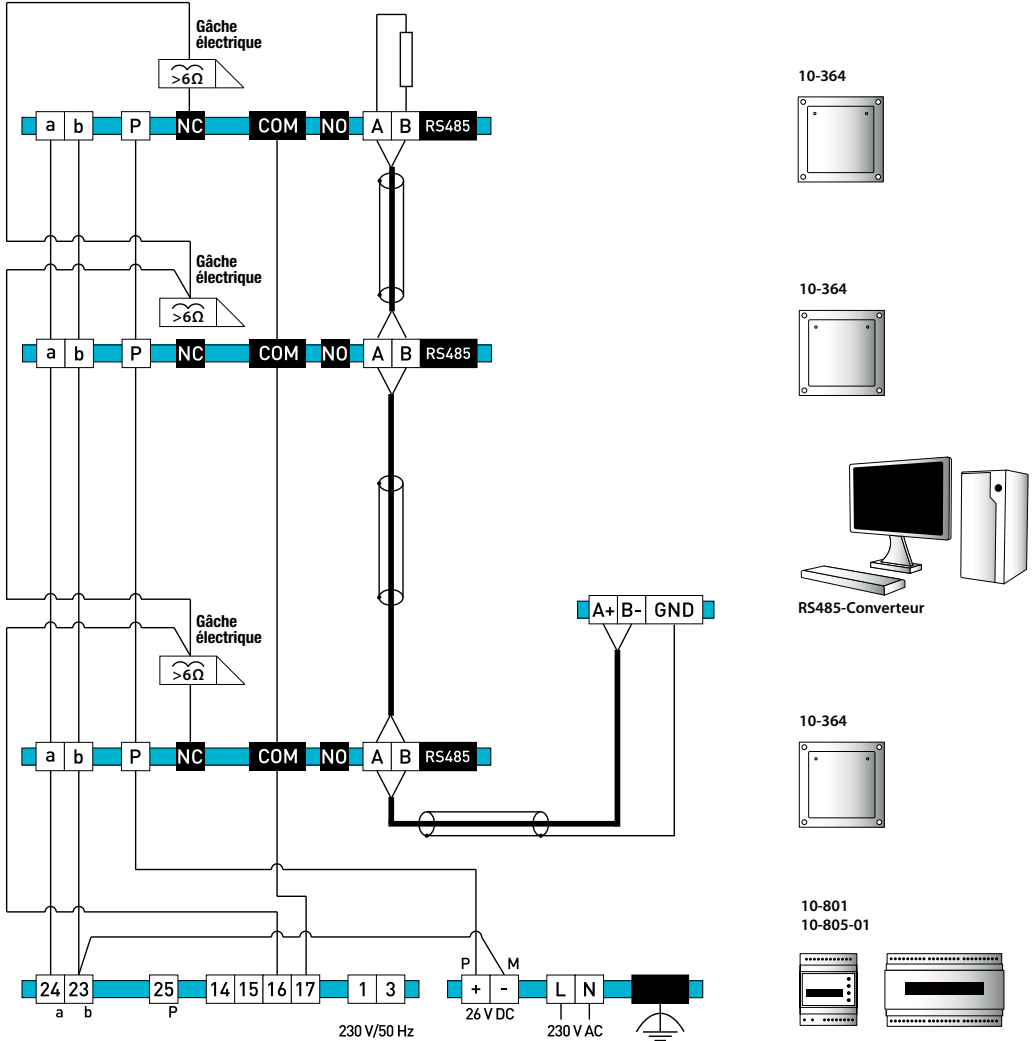 Gâche
électrique
>6Ω
10-364
a b P NC COM NO A B RS485
Gâche
électrique
10-364
>6Ω
a b P NC COM NO A B RS485
A+ B- GND
RS485-Converteur
Gâche
électrique
>6Ω
10-364
a b P NC COM NO A B RS485
10-801
10-805-01
P M
24 23 25 14 15 16 17 1 3 + - L N
a b P 26 V DC
230 V/50 Hz 230 V AC